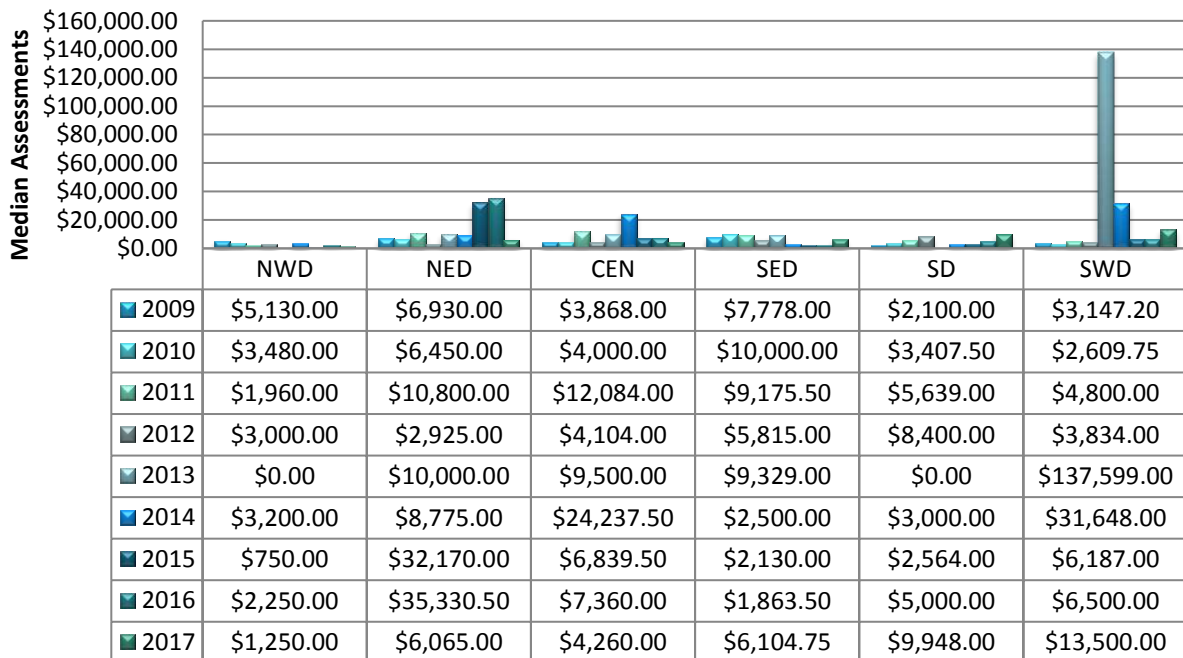 Median Assessments
$160,000.00
$140,000.00
$120,000.00
$100,000.00
$80,000.00
$60,000.00
$40,000.00
$20,000.00
$0.00
NWD NED CEN SED SD SWD
2009 $5,130.00 $6,930.00 $3,868.00 $7,778.00 $2,100.00 $3,147.20
2010 $3,480.00 $6,450.00 $4,000.00 $10,000.00 $3,407.50 $2,609.75
2011 $1,960.00 $10,800.00 $12,084.00 $9,175.50 $5,639.00 $4,800.00
2012 $3,000.00 $2,925.00 $4,104.00 $5,815.00 $8,400.00 $3,834.00
2013 $0.00 $10,000.00 $9,500.00 $9,329.00 $0.00 $137,599.00
2014 $3,200.00 $8,775.00 $24,237.50 $2,500.00 $3,000.00 $31,648.00
2015 $750.00 $32,170.00 $6,839.50 $2,130.00 $2,564.00 $6,187.00
2016 $2,250.00 $35,330.50 $7,360.00 $1,863.50 $5,000.00 $6,500.00
2017 $1,250.00 $6,065.00 $4,260.00 $6,104.75 $9,948.00 $13,500.00